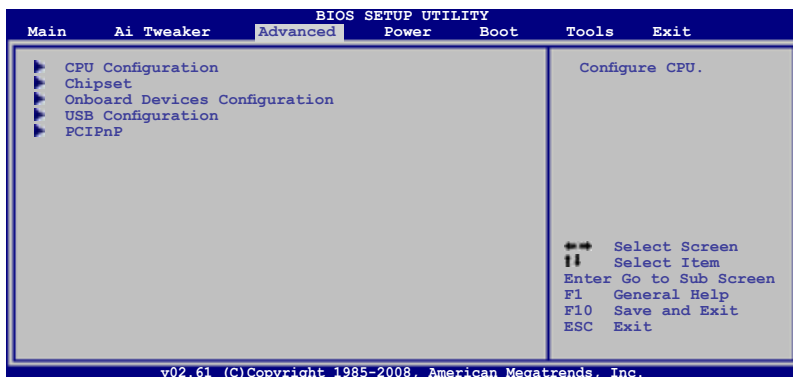 BIOS SETUP UTILITY
Main Ai Tweaker Advanced Power Boot Tools Exit
CPU Configuration
Chipset
Onboard Devices Configuration
USB Configuration
PCIPnP
Configure CPU.
Select Screen
Select Item
Enter Go to Sub Screen
F1 General Help
F10 Save and Exit
ESC Exit
v02.61 (C)Copyright 1985-2008, American Megatrends, Inc.